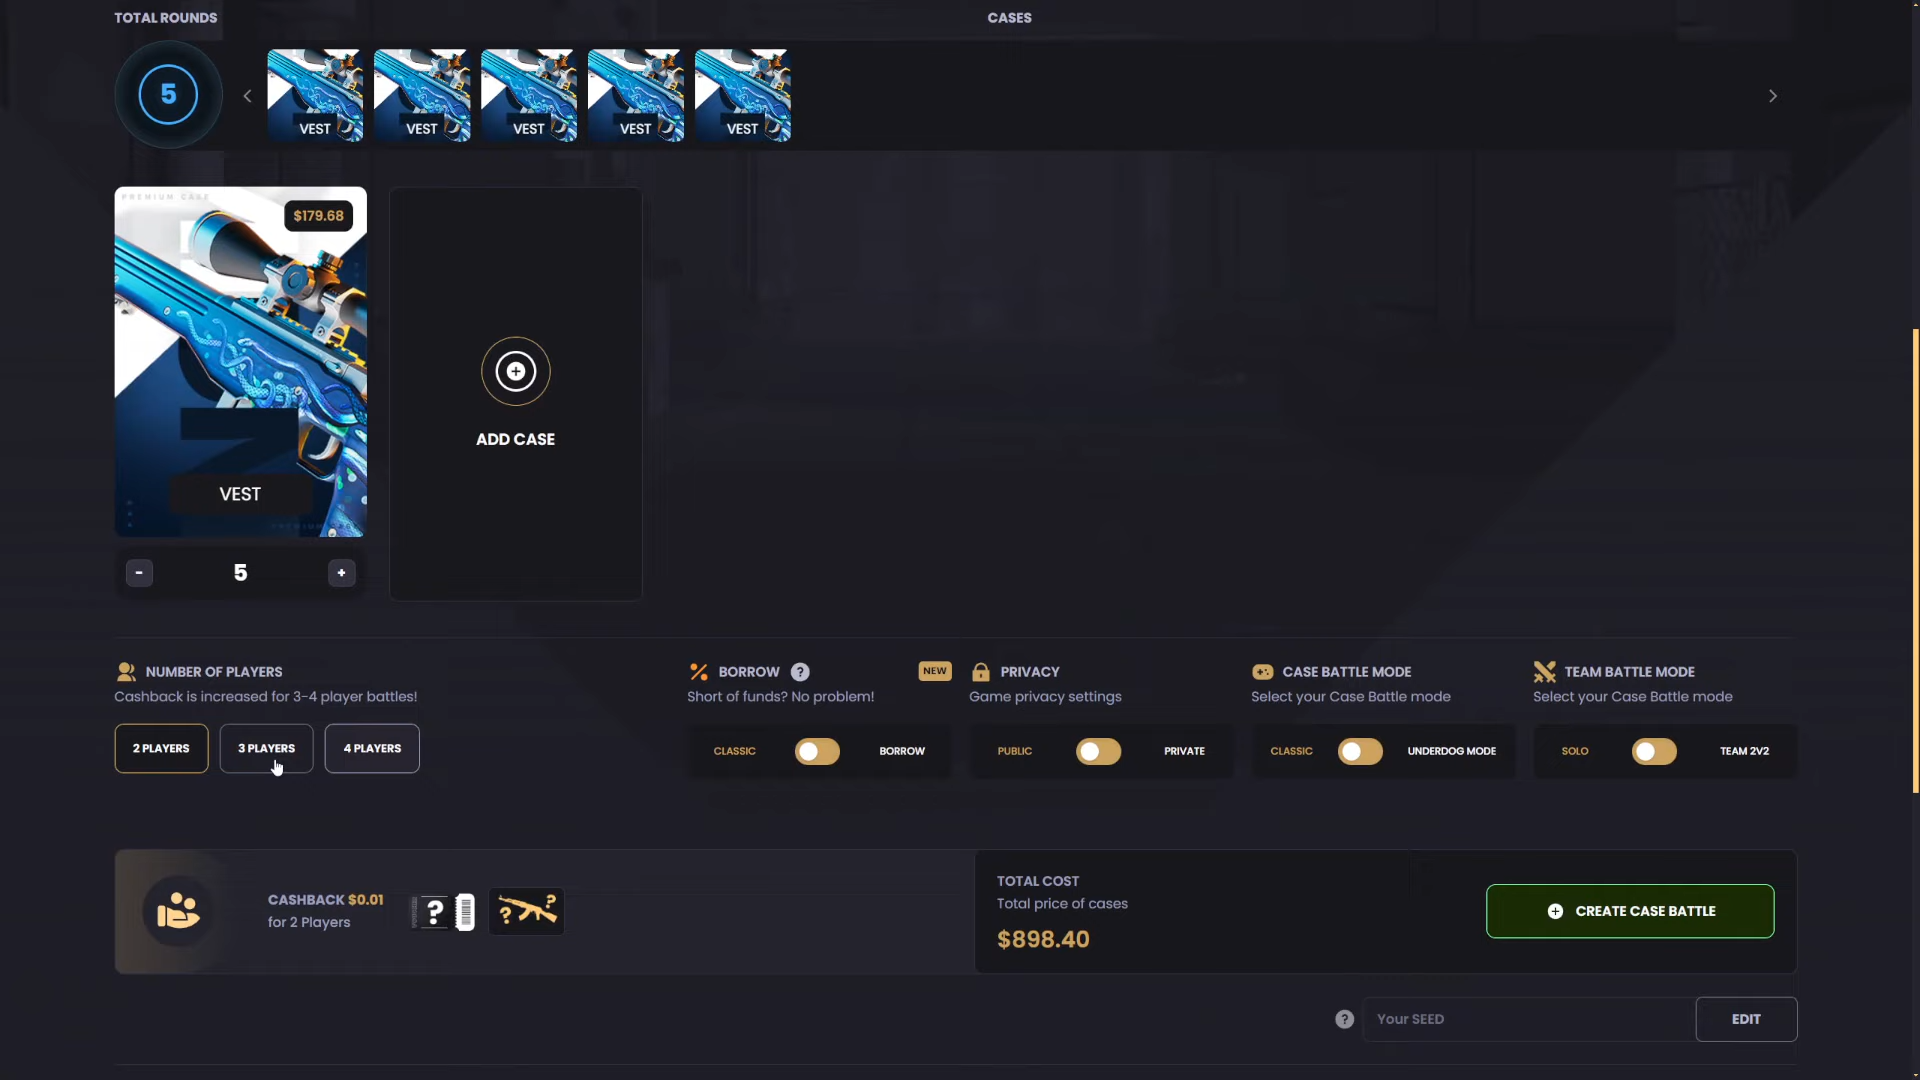 TOTAL ROUNDS
CASES
5
VEST
VEST
VEST
VEST
VEST
PREMIUM CASE
$179.68
VEST
PREMIUM CASE
ADD CASE
- 5 +
NUMBER OF PLAYERS
Cashback is increased for 3-4 player battles!
2 PLAYERS
3 PLAYERS
4 PLAYERS
BORROW ?
NEW
Short of funds? No problem!
CLASSIC
BORROW
PRIVACY
Game privacy settings
PUBLIC
PRIVATE
CASE BATTLE MODE
Select your Case Battle mode
CLASSIC
UNDERDOG MODE
TEAM BATTLE MODE
Select your Case Battle mode
SOLO
TEAM 2V2
CASHBACK $0.01
for 2 Players
?
? ?
TOTAL COST
Total price of cases
$898.40
CREATE CASE BATTLE
?
Your SEED
EDIT